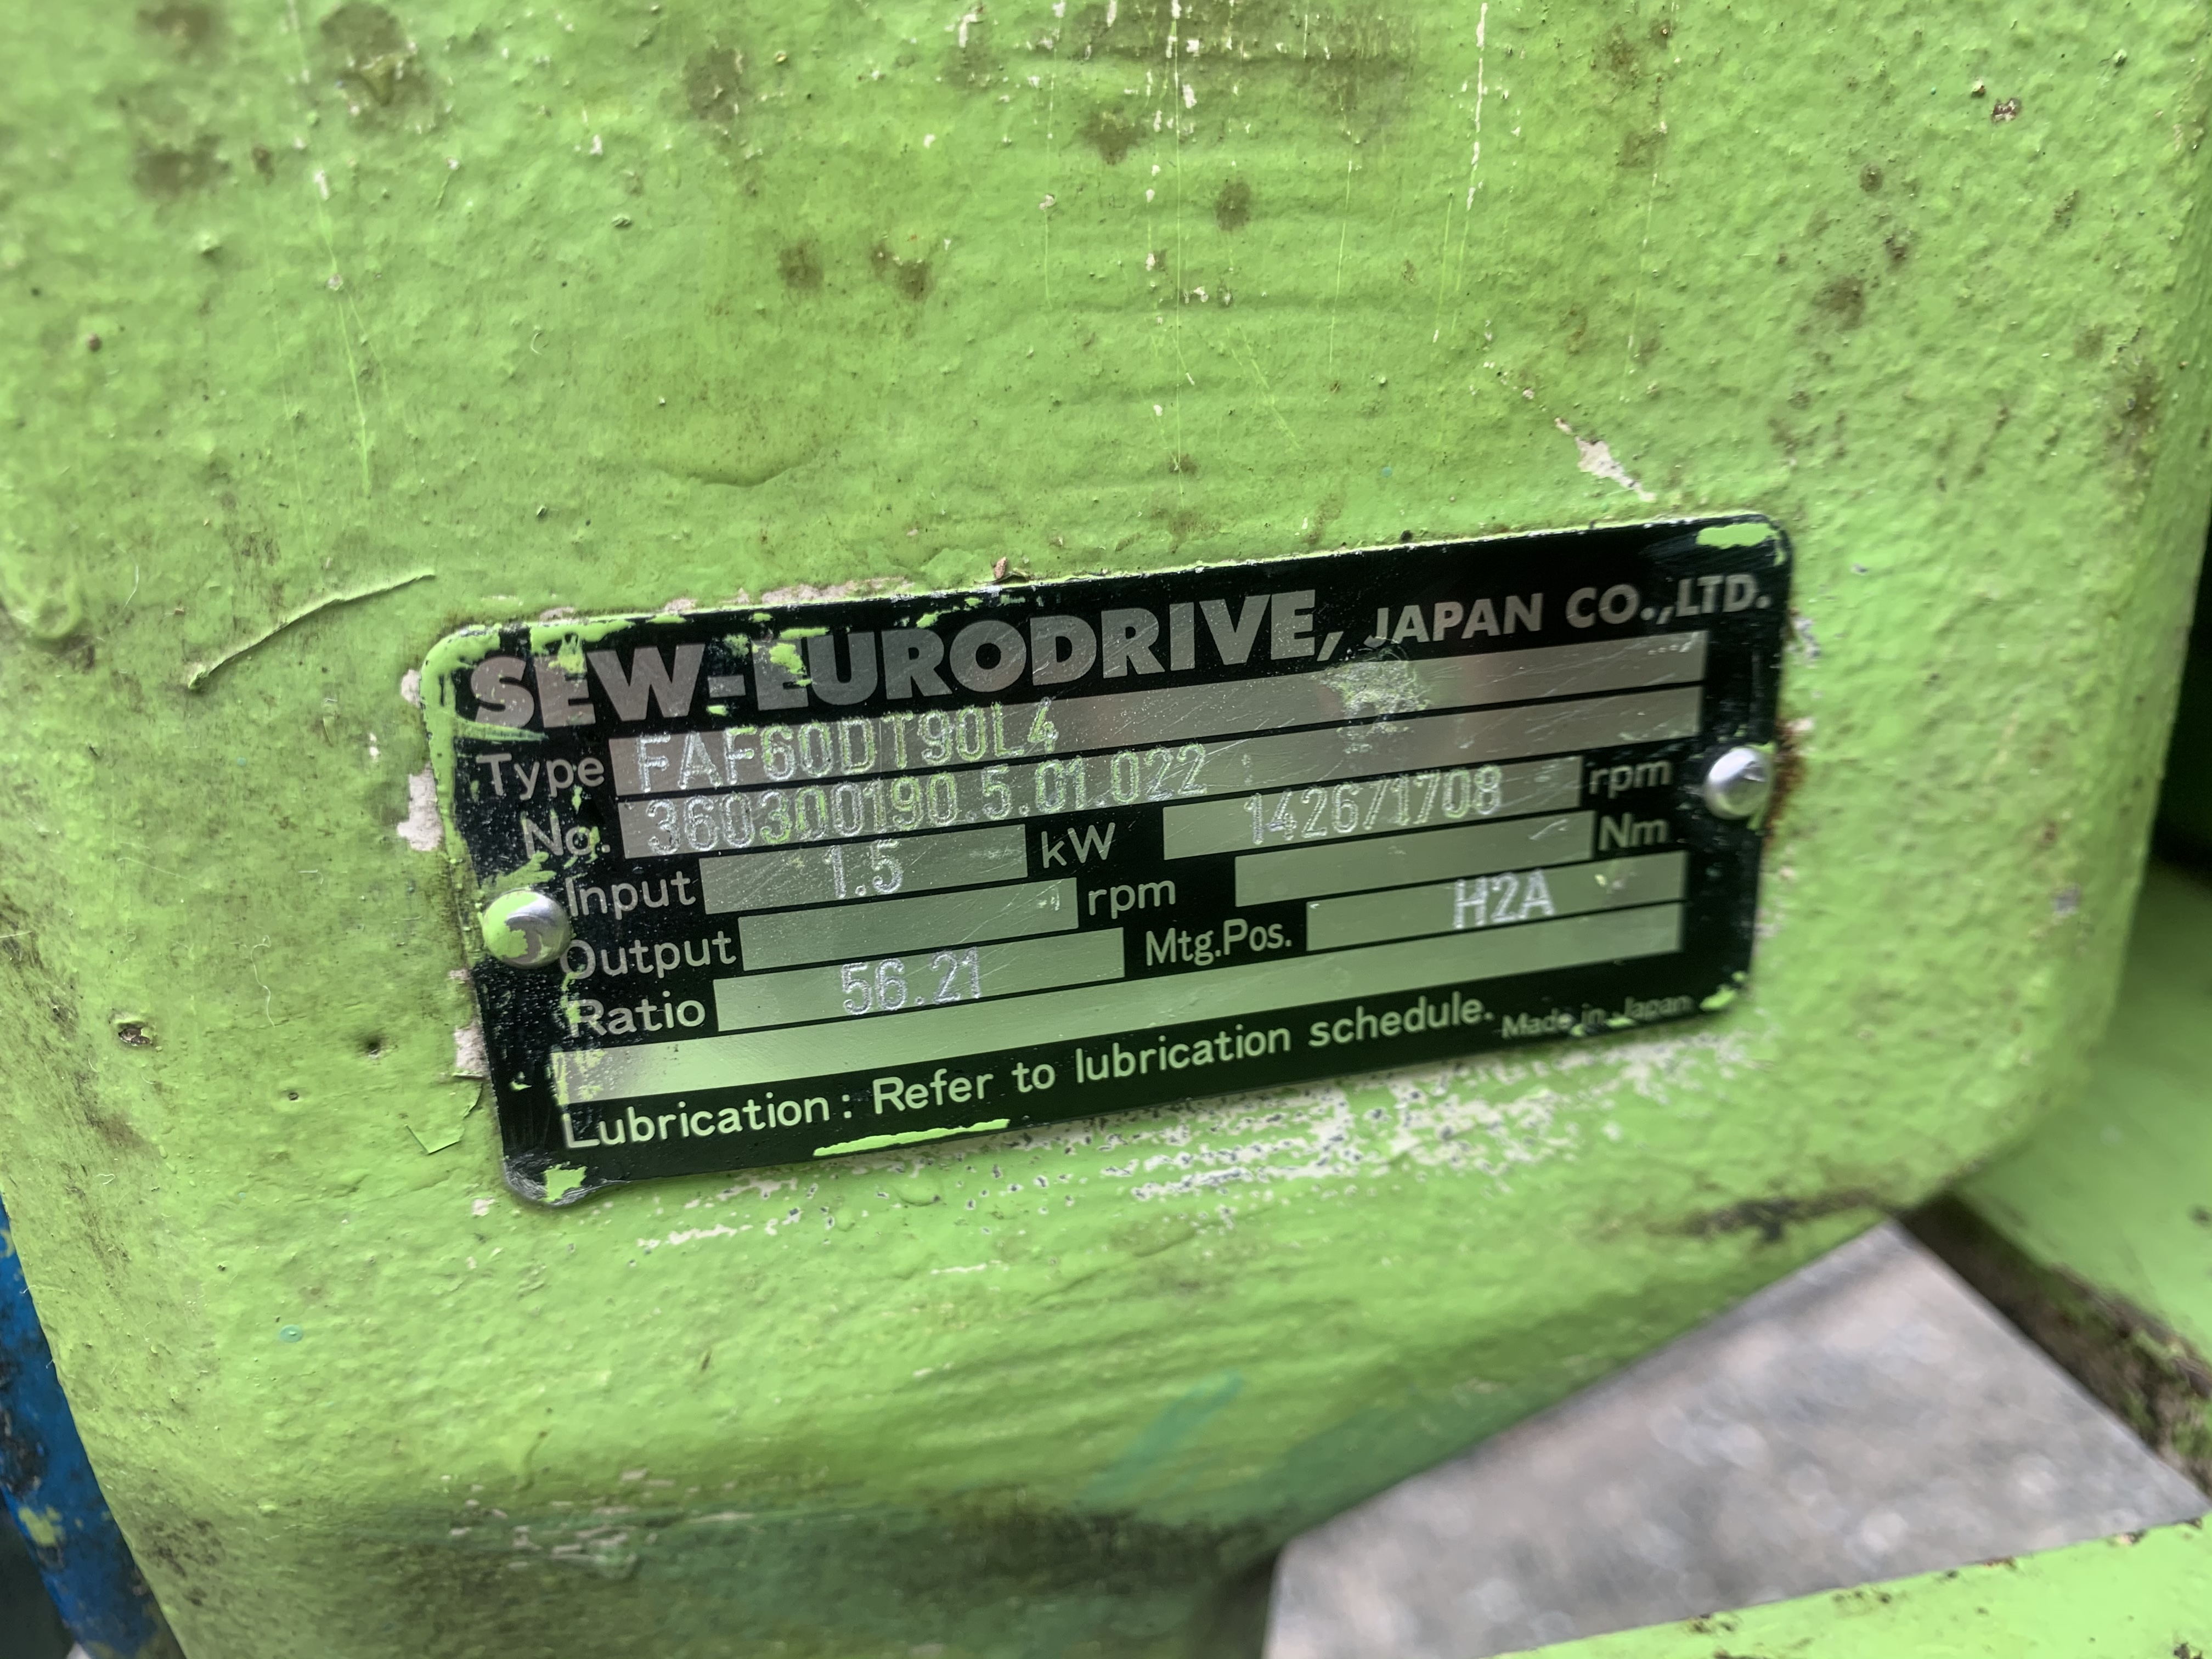 SEW-EURODRIVE, JAPAN CO.,LTD.
Type FAF60DT90L4
No. 360300190.5.01.022
Input 1.5 kW 1426/1708 rpm
Output rpm Nm
Ratio 56.21 Mtg.Pos. H2A
Lubrication: Refer to lubrication schedule. Made in Japan